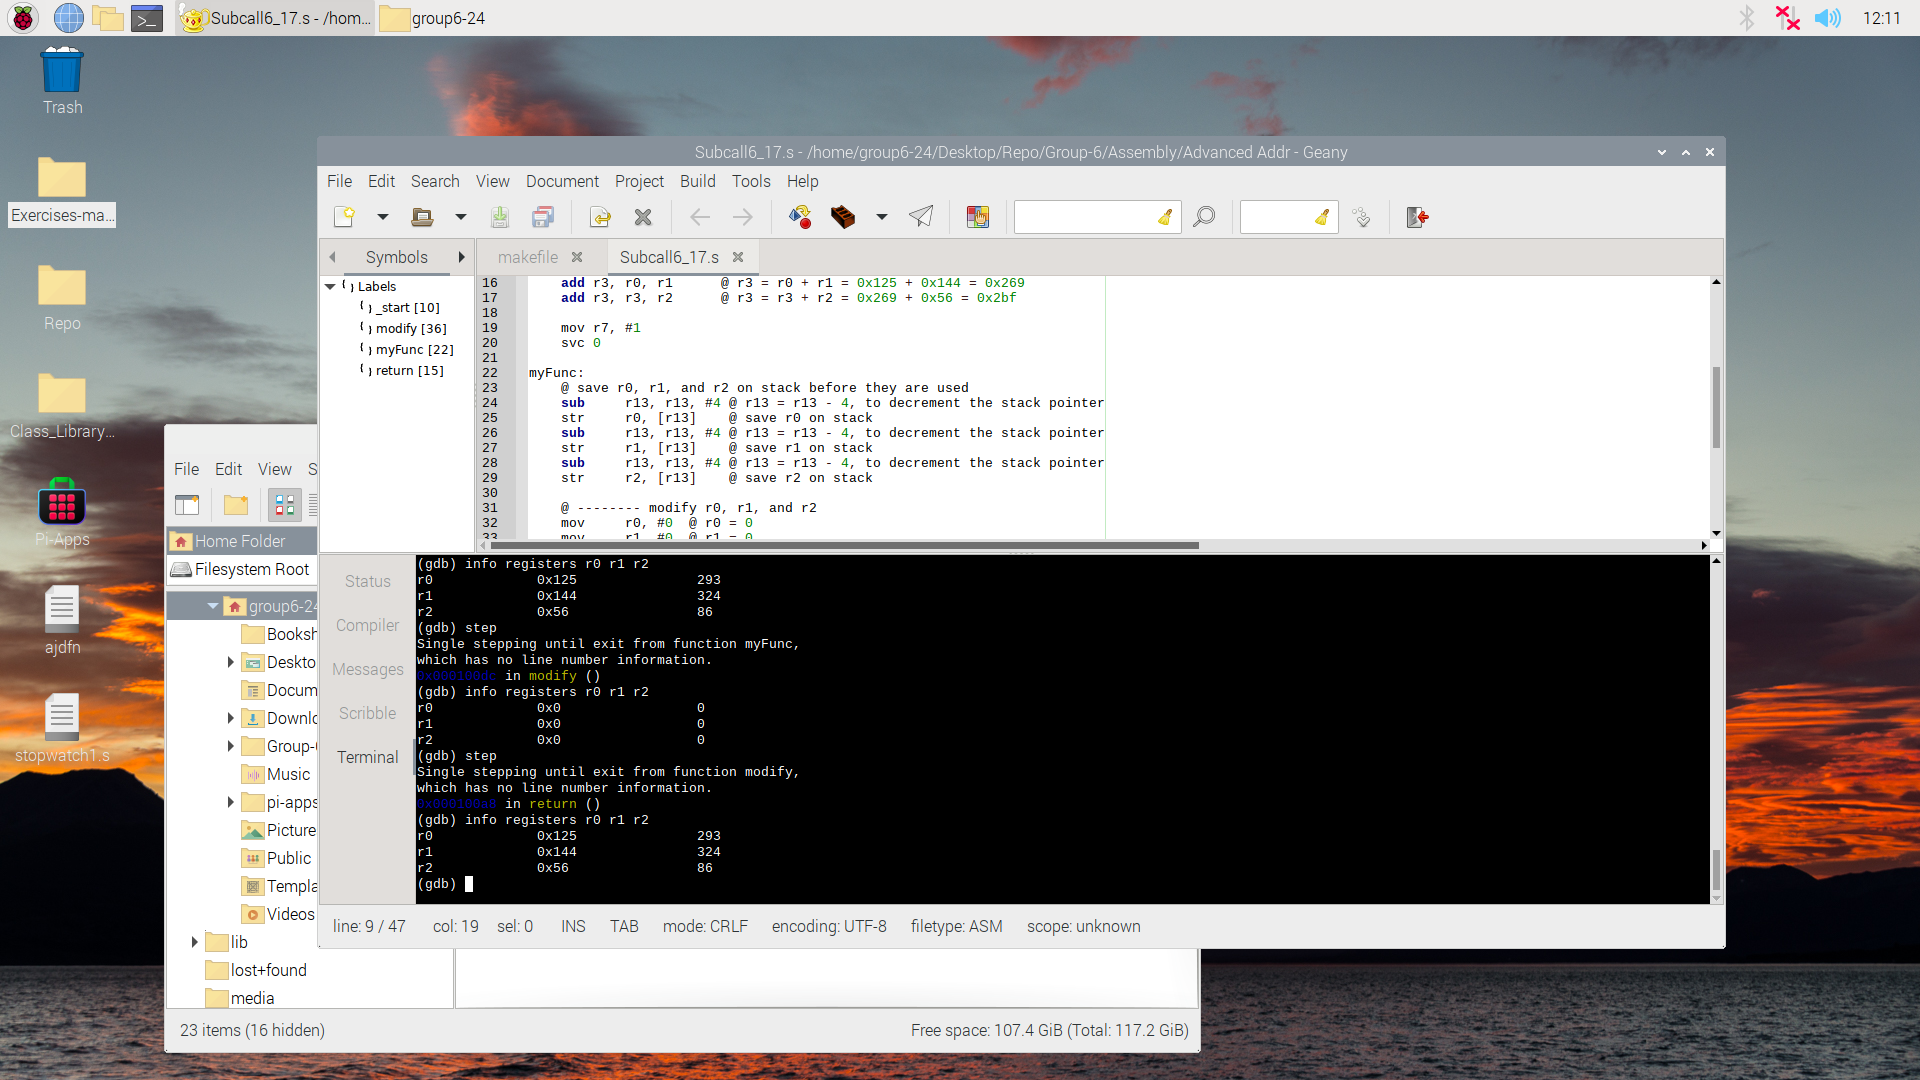 Subcall6_17.s - /hom...
group6-24
12:11
Trash
Exercises-ma...
Repo
Class_Library...
Pi-Apps
ajdfn
stopwatch1.s
Subcall6_17.s - /home/group6-24/Desktop/Repo/Group-6/Assembly/Advanced Addr - Geany
File Edit Search View Document Project Build Tools Help
Symbols
makefile
Subcall6_17.s
Labels
_start [10]
modify [36]
myFunc [22]
return [15]
16 add r3, r0, r1 @ r3 = r0 + r1 = 0x125 + 0x144 = 0x269
17 add r3, r3, r2 @ r3 = r3 + r2 = 0x269 + 0x56 = 0x2bf
18
19 mov r7, #1
20 svc 0
21
22 myFunc:
23 @ save r0, r1, and r2 on stack before they are used
24 sub r13, r13, #4 @ r13 = r13 - 4, to decrement the stack pointer
25 str r0, [r13] @ save r0 on stack
26 sub r13, r13, #4 @ r13 = r13 - 4, to decrement the stack pointer
27 str r1, [r13] @ save r1 on stack
28 sub r13, r13, #4 @ r13 = r13 - 4, to decrement the stack pointer
29 str r2, [r13] @ save r2 on stack
30
31 @ -------- modify r0, r1, and r2
32 mov r0, #0 @ r0 = 0
33 mov r1, #0 @ r1 = 0
Status
Compiler
Messages
Scribble
Terminal
(gdb) info registers r0 r1 r2
r0 0x125 293
r1 0x144 324
r2 0x56 86
(gdb) step
Single stepping until exit from function myFunc,
which has no line number information.
0x000100dc in modify ()
(gdb) info registers r0 r1 r2
r0 0x0 0
r1 0x0 0
r2 0x0 0
(gdb) step
Single stepping until exit from function modify,
which has no line number information.
in return ()
(gdb) info registers r0 r1 r2
r0 0x125 293
r1 0x144 324
r2 0x56 86
(gdb)
line: 9 / 47 col: 19 sel: 0 INS TAB mode: CRLF encoding: UTF-8 filetype: ASM scope: unknown
File Edit View S
Home Folder
Filesystem Root
group6-24
Booksh
Deskto
Docum
Downlo
Group-6
Music
pi-apps
Picture
Public
Templa
Videos
lib
lost+found
media
23 items (16 hidden)
Free space: 107.4 GiB (Total: 117.2 GiB)